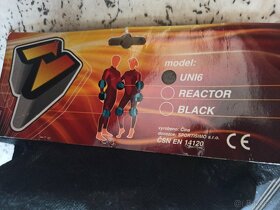 model:
UNI6
REACTOR
BLACK
vyrobeno: Čína
dovozce: SPORTISIMO s.r.o.
ČSN EN 14120
CE